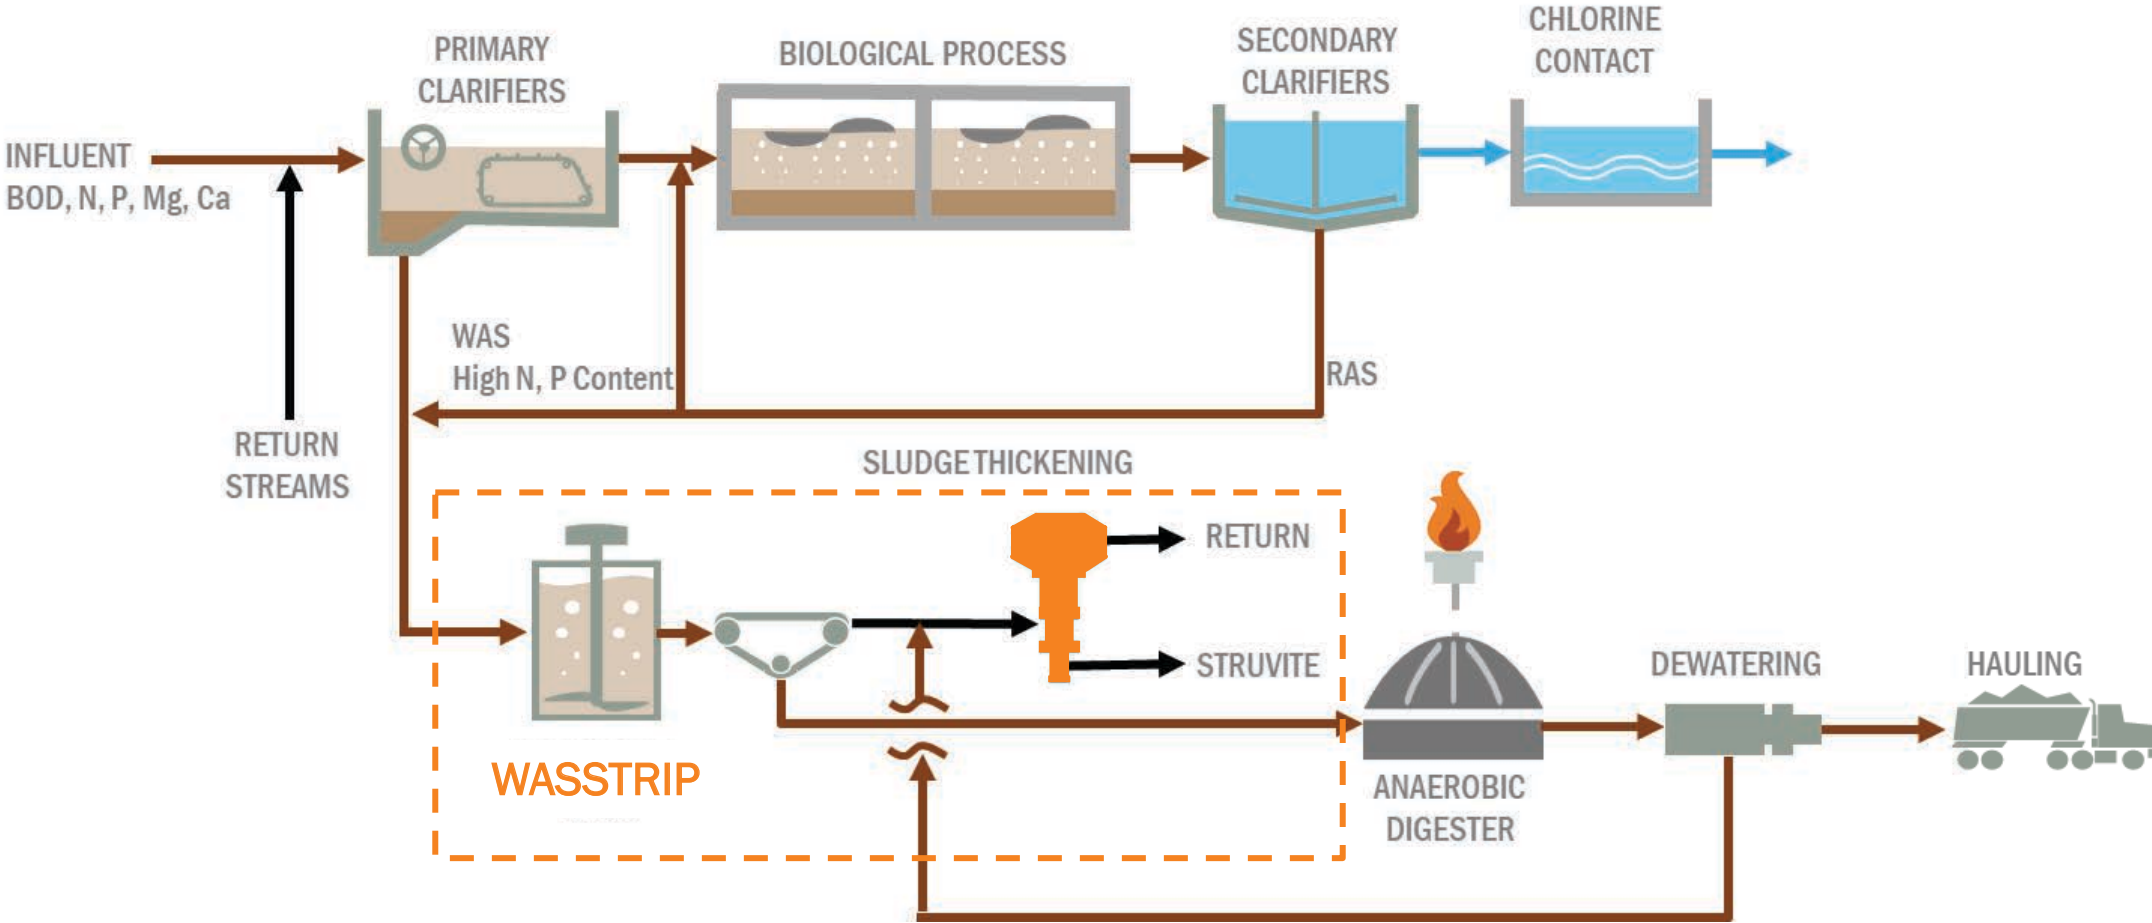 PRIMARY
CLARIFIERS
BIOLOGICAL PROCESS
SECONDARY
CLARIFIERS
CHLORINE
CONTACT
INFLUENT
BOD, N, P, Mg, Ca
WAS
High N, P Content
RAS
RETURN
STREAMS
SLUDGE THICKENING
RETURN
STRUVITE
WASSTRIP
ANAEROBIC
DIGESTER
DEWATERING
HAULING